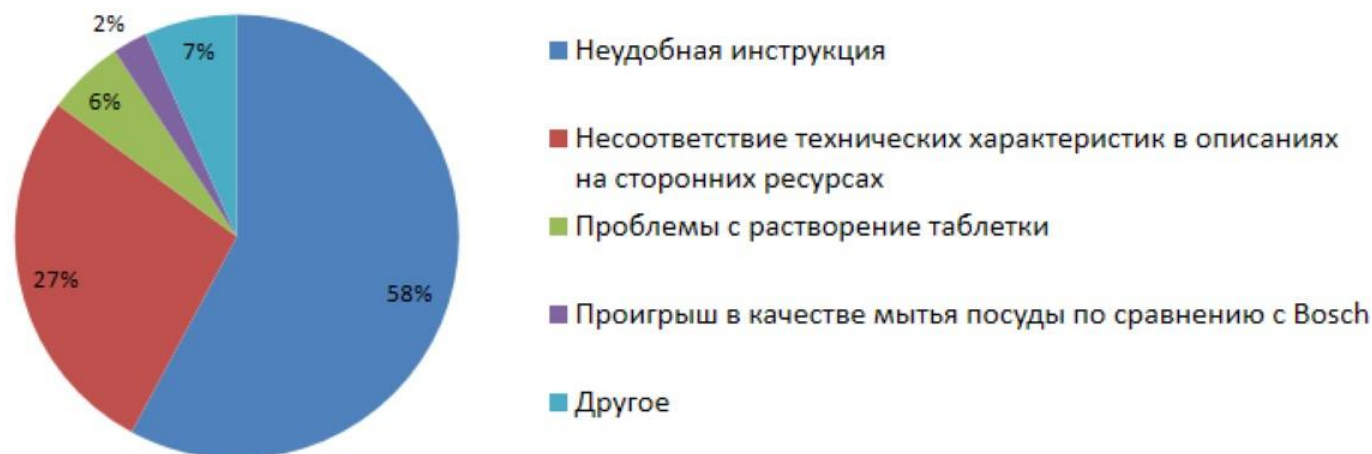 2%
7%
6%
27%
58%
Неудобная инструкция
Несоответствие технических характеристик в описаниях
на сторонних ресурсах
Проблемы с растворение таблетки
Проигрыш в качестве мытья посуды по сравнению с Bosch
Другое